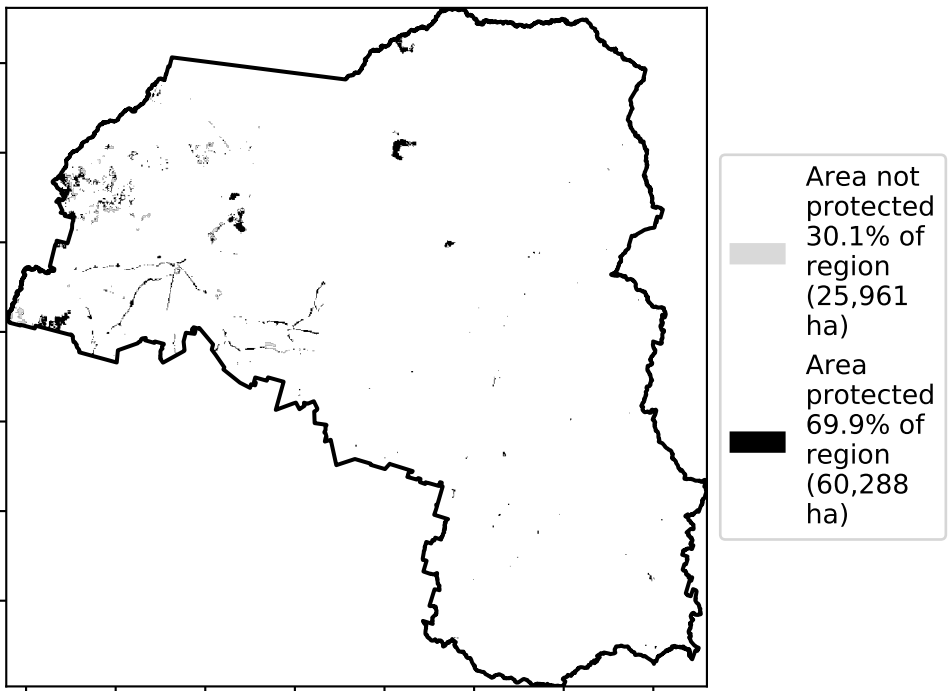 Area not
protected
30.1% of
region
(25,961
ha)
Area
protected
69.9% of
region
(60,288
ha)